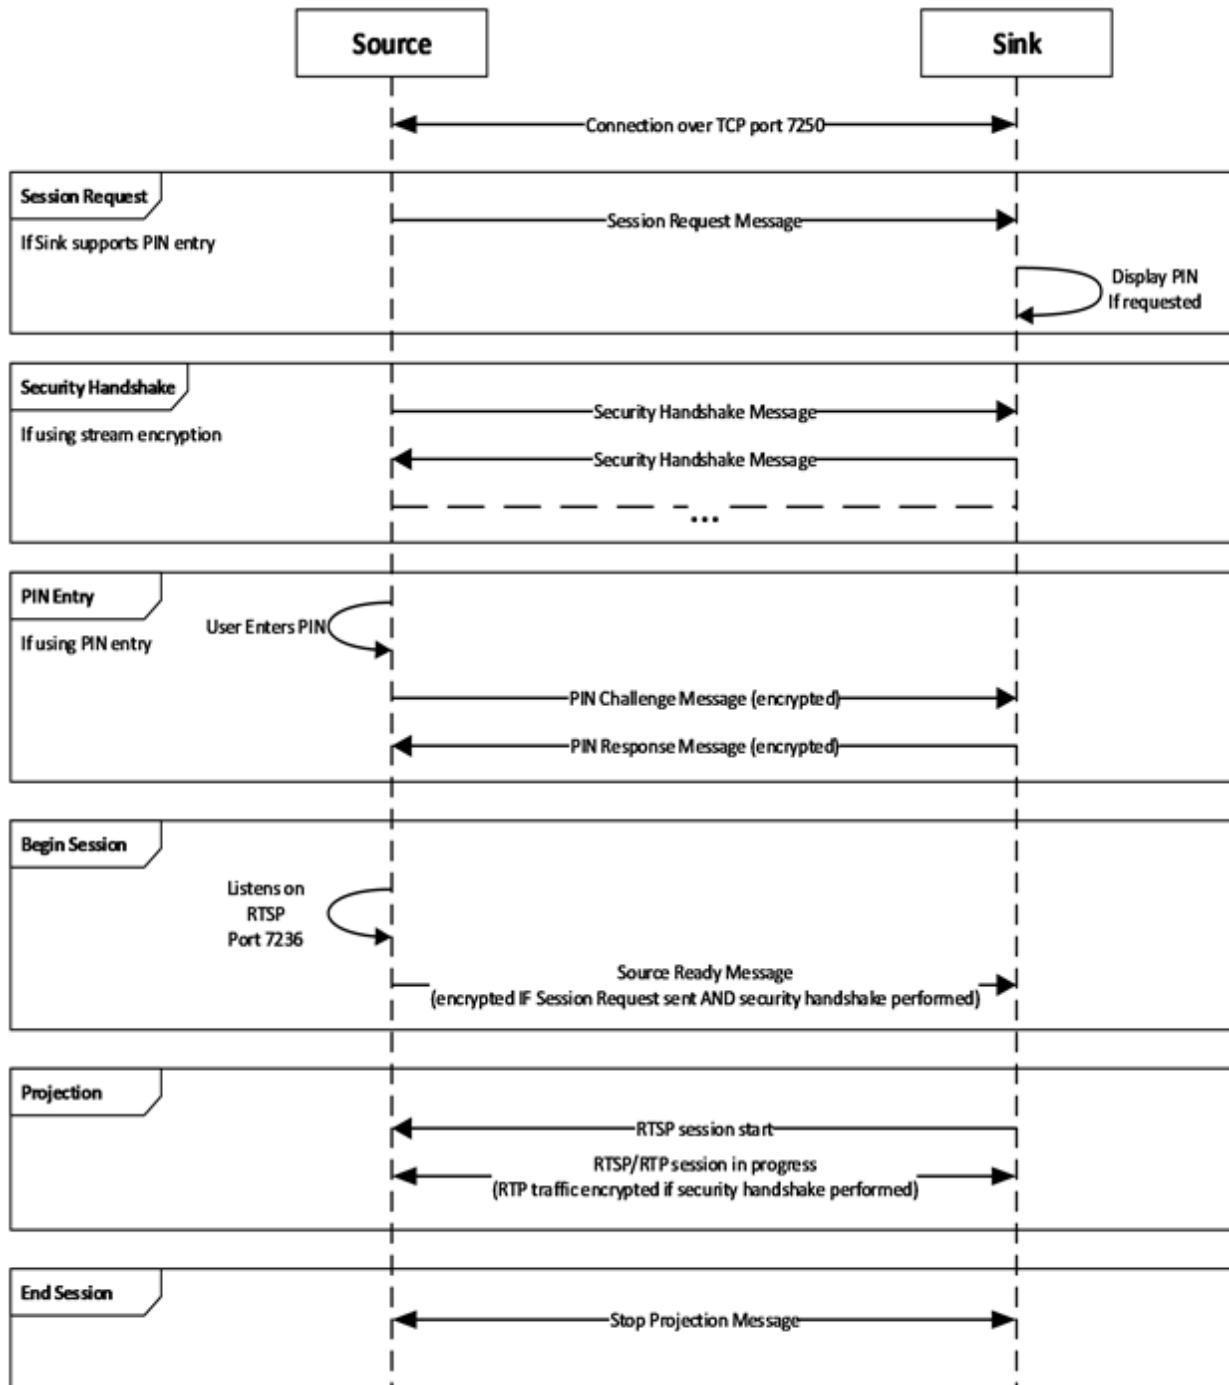 Source
Sink
Connection over TCP port 7250
Session Request
If Sink supports PIN entry
Session Request Message
Display PIN
If requested
Security Handshake
If using stream encryption
Security Handshake Message
Security Handshake Message
...
PIN Entry
If using PIN entry
User Enters PIN
PIN Challenge Message (encrypted)
PIN Response Message (encrypted)
Begin Session
Listens on
RTSP
Port 7236
Source Ready Message
(encrypted IF Session Request sent AND security handshake performed)
Projection
RTSP session start
RTSP/RTP session in progress
(RTP traffic encrypted if security handshake performed)
End Session
Stop Projection Message